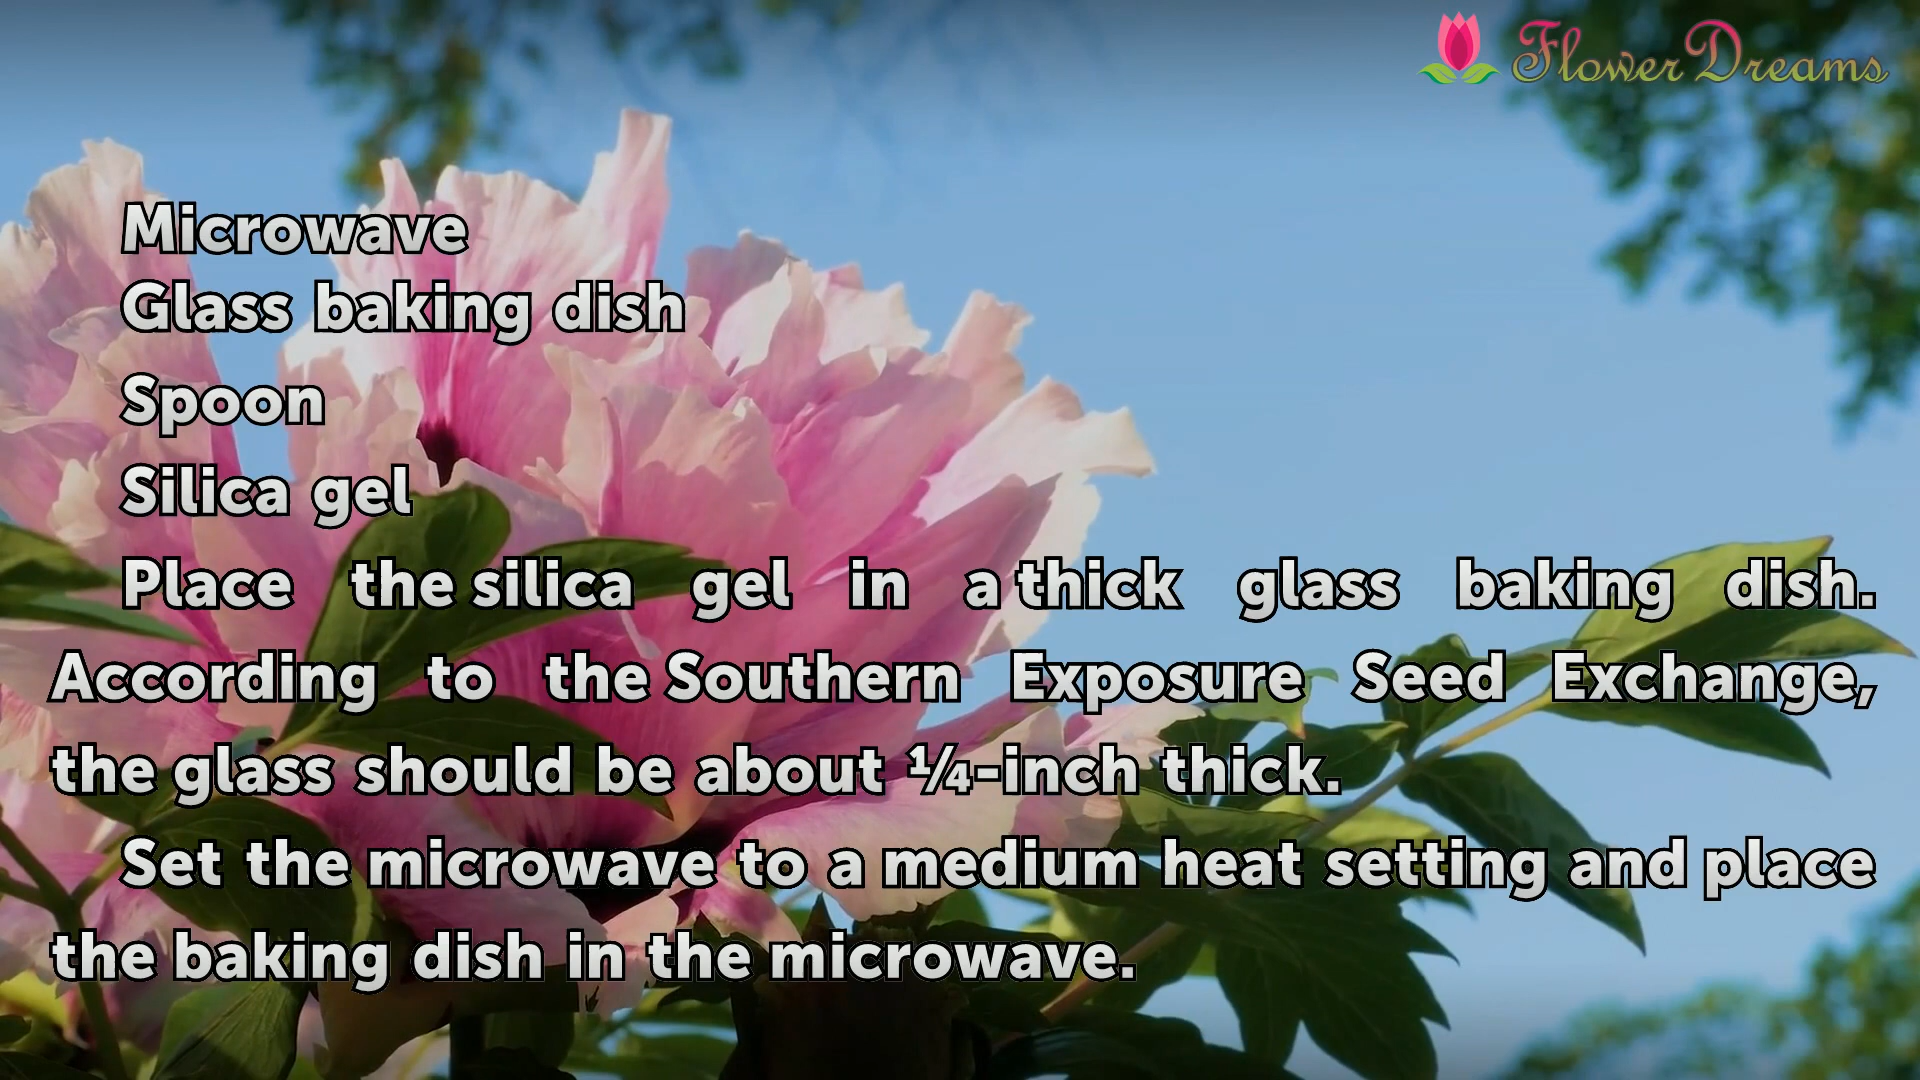 Flower Dreams
Microwave
Glass baking dish
Spoon
Silica gel
Place the silica gel in a thick glass baking dish.
According to the Southern Exposure Seed Exchange,
the glass should be about ¼-inch thick.
Set the microwave to a medium heat setting and place
the baking dish in the microwave.